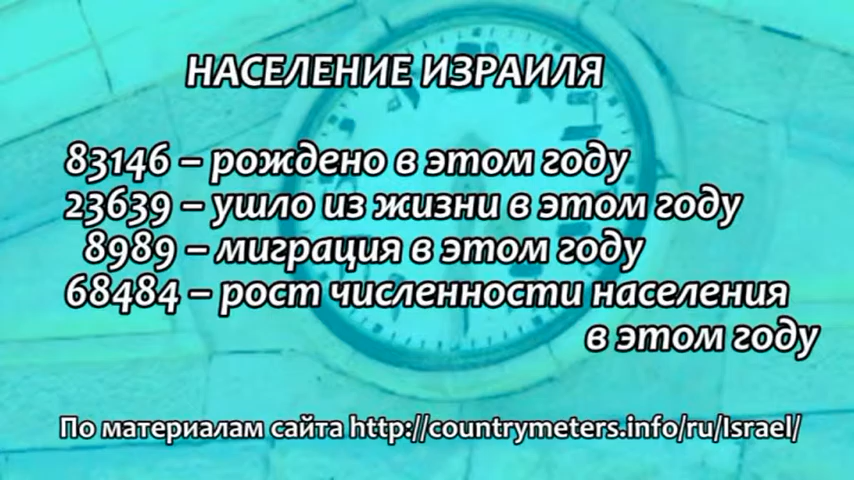 НАСЕЛЕНИЕ ИЗРАИЛЯ
83146 – рождено в этом году
23639 – ушло из жизни в этом году
8989 – миграция в этом году
68484 – рост численности населения
в этом году
По материалам сайта http://countrymeters.info/ru/Israel/